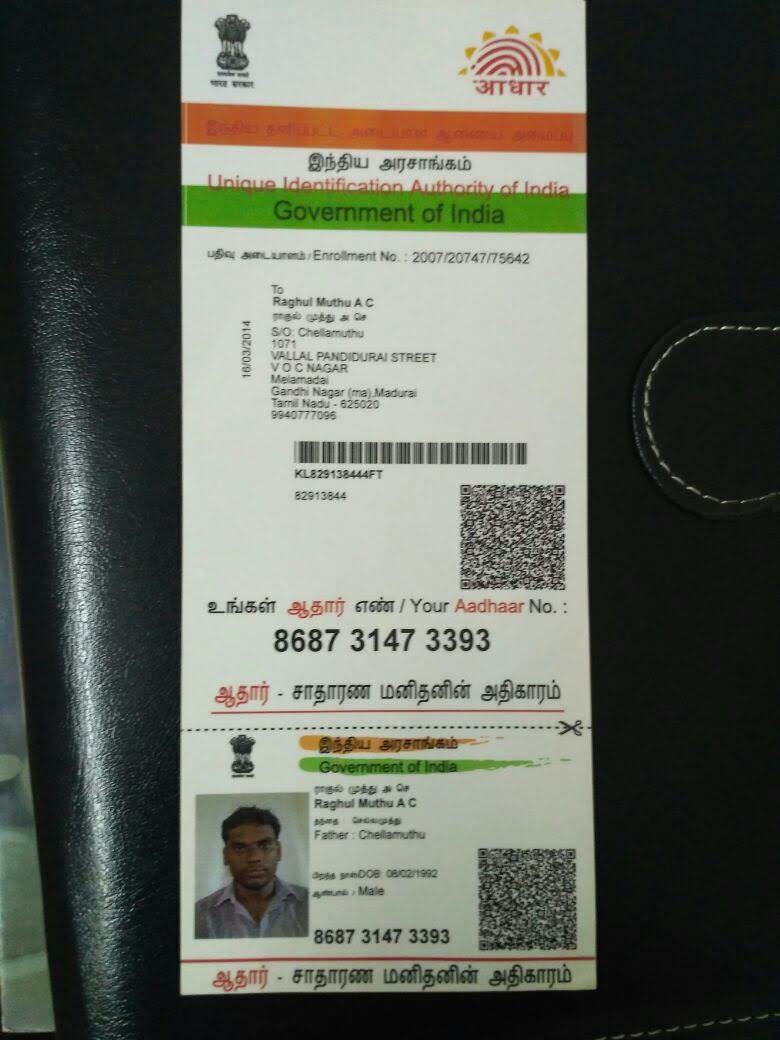 भारत सरकार
आधार
இந்திய தனிப்பட்ட அடையாள ஆணைய அமைப்பு
இந்திய அரசாங்கம்
Unique Identification Authority of India
Government of India
பதிவு அடையாளம் / Enrollment No. : 2007/20747/75642
16/03/2014
To
Raghul Muthu A C
ராகுல் முத்து அ செ
S/O: Chellamuthu
1071
VALLAL PANDIDURAI STREET
V O C NAGAR
Melamadai
Gandhi Nagar (ma),Madurai
Tamil Nadu - 625020
9940777096
KL829138444FT
82913844
உங்கள் ஆதார் எண் / Your Aadhaar No. :
8687 3147 3393
ஆதார் - சாதாரண மனிதனின் அதிகாரம்
இந்திய அரசாங்கம்
Government of India
ராகுல் முத்து அ செ
Raghul Muthu A C
தந்தை : செல்லமுத்து
Father : Chellamuthu
பிறந்த நாள்/DOB: 08/02/1992
ஆண்பால் / Male
8687 3147 3393
ஆதார் - சாதாரண மனிதனின் அதிகாரம்